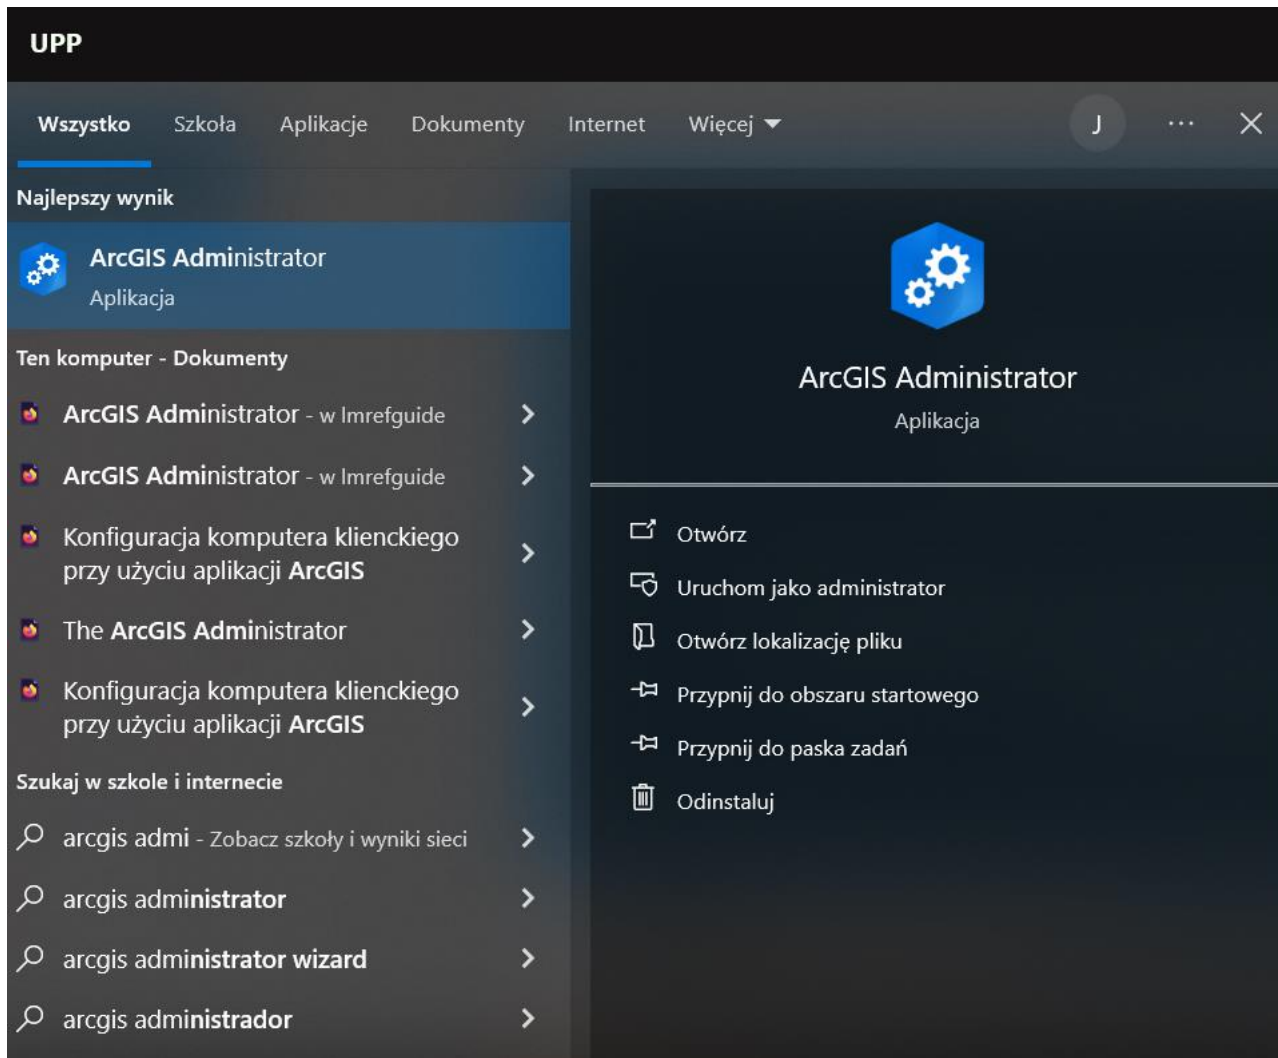 UPP
Wszystko Szkoła Aplikacje Dokumenty Internet Więcej J ... 
Najlepszy wynik
ArcGIS Administrator
Aplikacja
Ten komputer - Dokumenty
ArcGIS Administrator - w lmrefguide
ArcGIS Administrator - w lmrefguide
Konfiguracja komputera klienckiego
przy użyciu aplikacji ArcGIS
The ArcGIS Administrator
Konfiguracja komputera klienckiego
przy użyciu aplikacji ArcGIS
Szukaj w szkole i internecie
arcgis admi - Zobacz szkoły i wyniki sieci
arcgis administrator
arcgis administrator wizard
arcgis administrador
ArcGIS Administrator
Aplikacja
Otwórz
Uruchom jako administrator
Otwórz lokalizację pliku
Przypnij do obszaru startowego
Przypnij do paska zadań
Odinstaluj